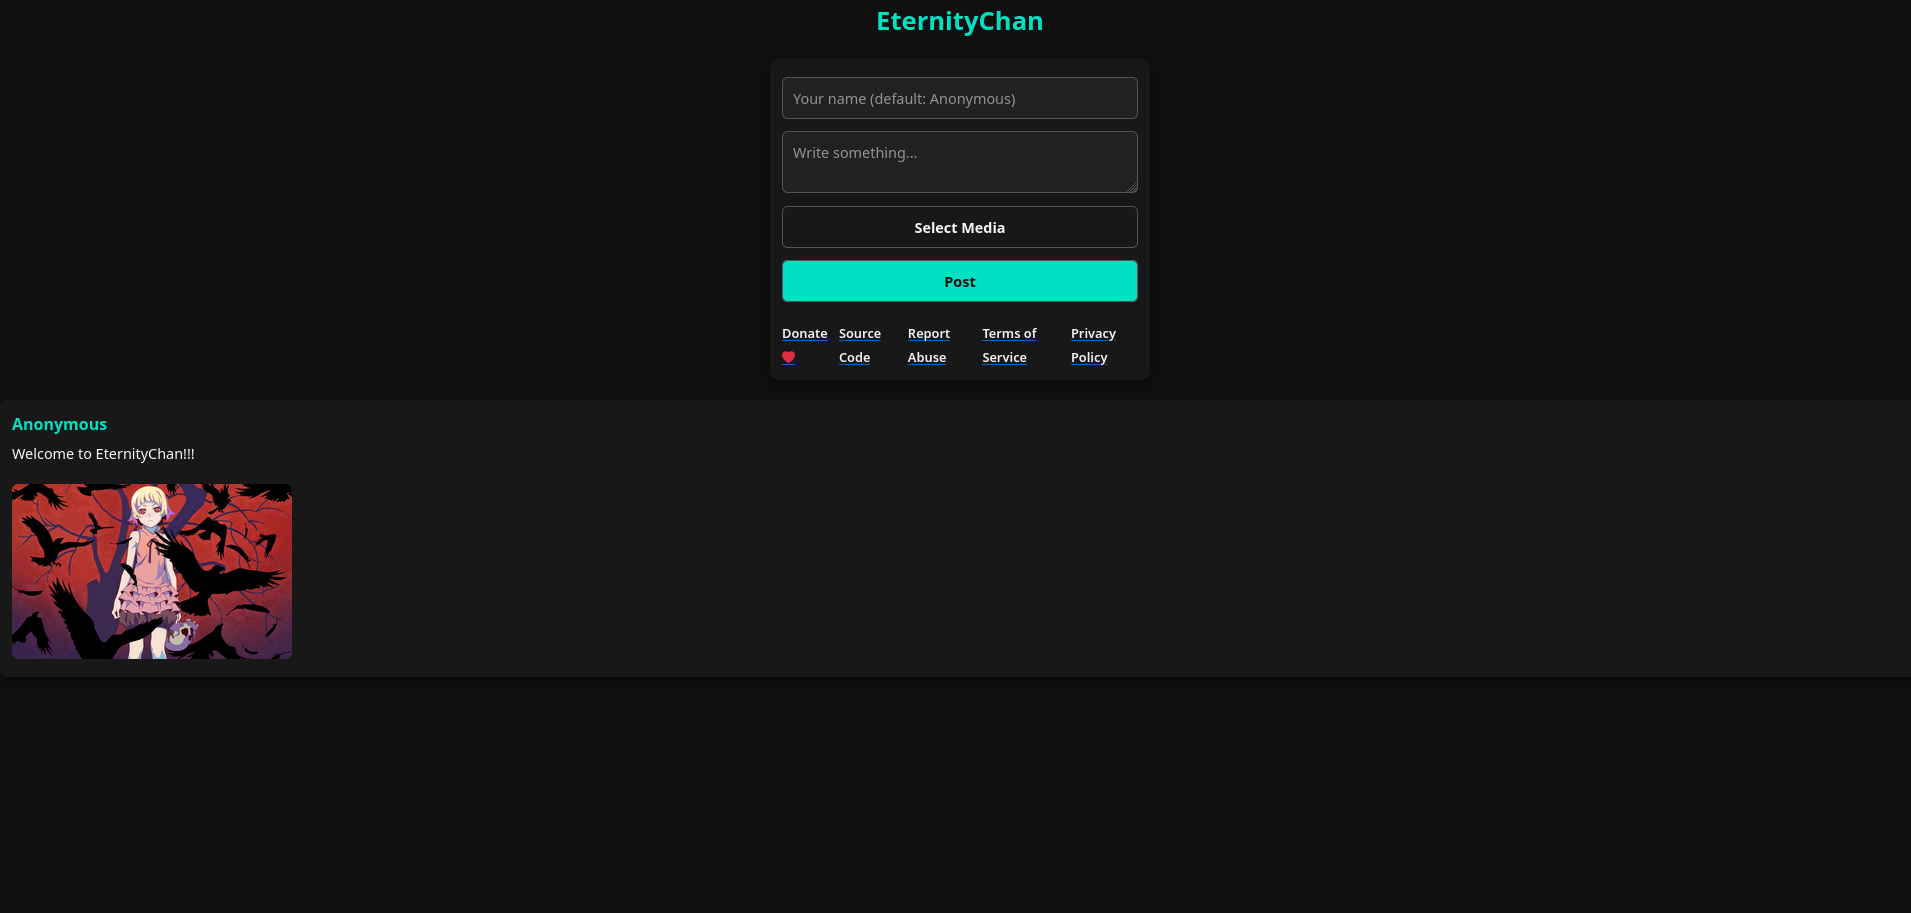 EternityChan
Your name (default: Anonymous)
Write something...
Select Media
Post
Donate Source Report Terms of Privacy
❤️ Code Abuse Service Policy
Anonymous
Welcome to EternityChan!!!